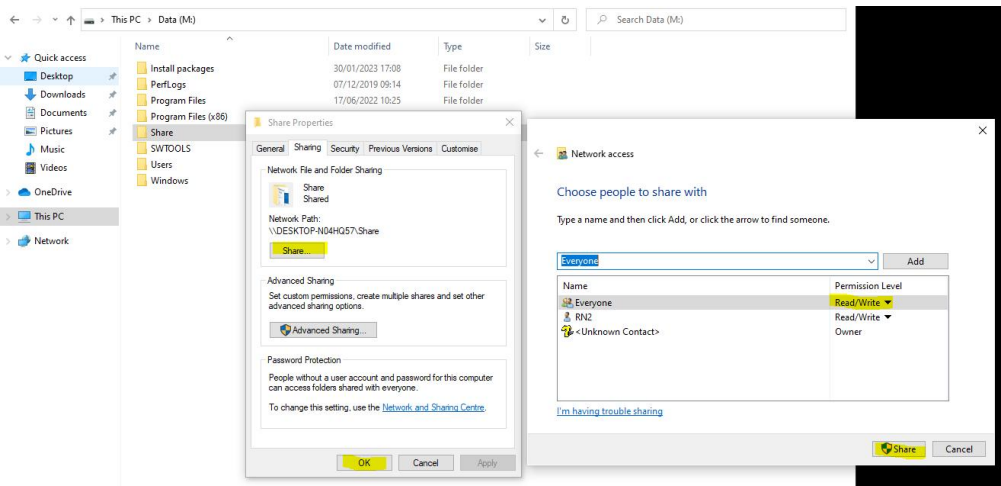 This PC > Data (M:)
Search Data (M:)
Name
Date modified
Type
Size
Quick access
Desktop
Downloads
Documents
Pictures
Music
Videos
OneDrive
This PC
Network
Install packages 30/01/2023 17:08 File folder
PerfLogs 07/12/2019 09:14 File folder
Program Files 17/06/2022 10:25 File folder
Program Files (x86)
Share
SWTOOLS
Users
Windows
Share Properties
General Sharing Security Previous Versions Customise
Network File and Folder Sharing
Share
Shared
Network Path:
\\DESKTOP-N04HQ57\Share
Share...
Advanced Sharing
Set custom permissions, create multiple shares and set other
advanced sharing options.
Advanced Sharing...
Password Protection
People without a user account and password for this computer
can access folders shared with everyone.
To change this setting, use the Network and Sharing Centre.
OK Cancel Apply
Network access
Choose people to share with
Type a name and then click Add, or click the arrow to find someone.
Everyone
Add
Name Permission Level
Everyone Read/Write
RN2 Read/Write
<Unknown Contact> Owner
I'm having trouble sharing
Share Cancel